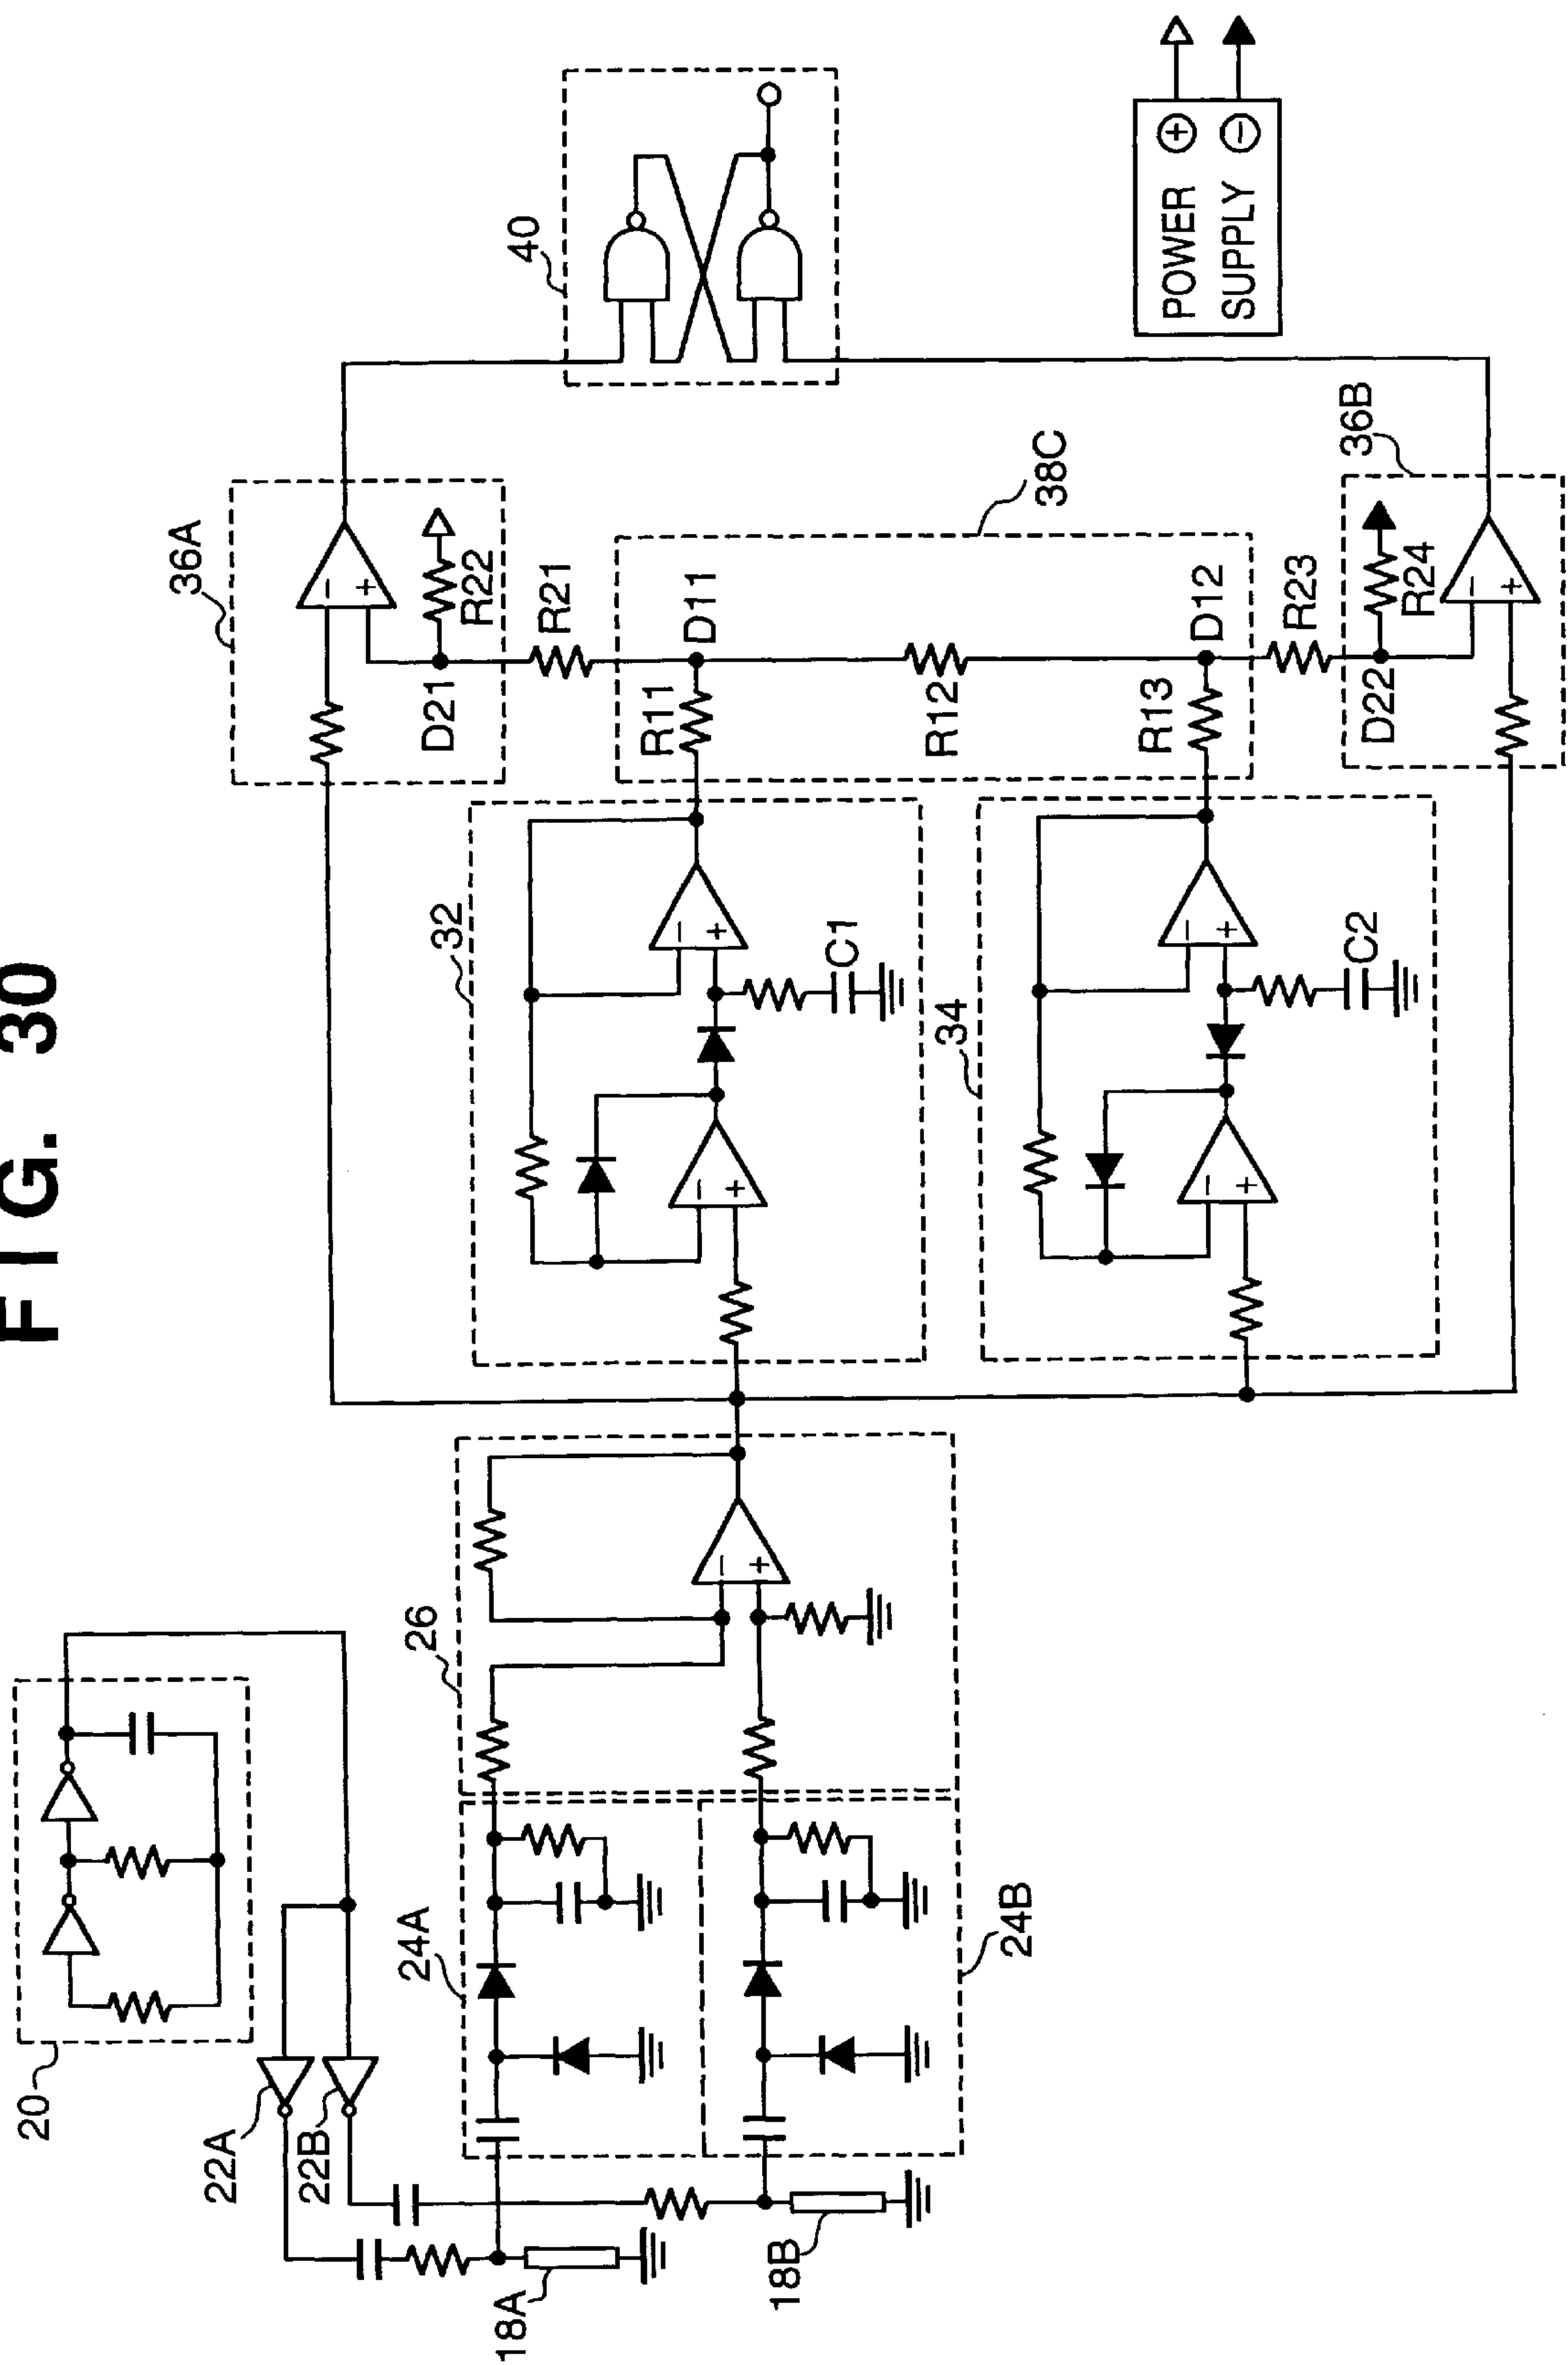 FIG. 30
20
22A
22B
18A
18B
24A
24B
26
−
+
32
−
+
−
+
C1
34
−
+
−
+
C2
36A
−
+
D21
R22
R21
38C
R11
D11
R12
R13
D12
R23
36B
D22
R24
−
+
40
POWER +
SUPPLY −